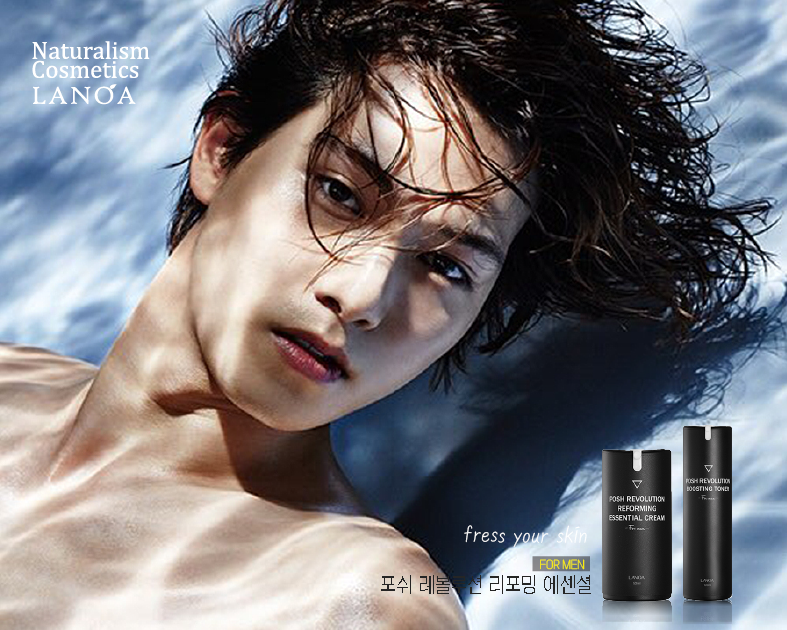 Naturalism
Cosmetics
LANOA
POSH REVOLUTION
REFORMING
ESSENTIAL CREAM
For men
LANOA
POSH REVOLUTION
BOOSTING TONER
For men
LANOA
fress your skin
FOR MEN
포쉬 레볼루션 리포밍 에센셜